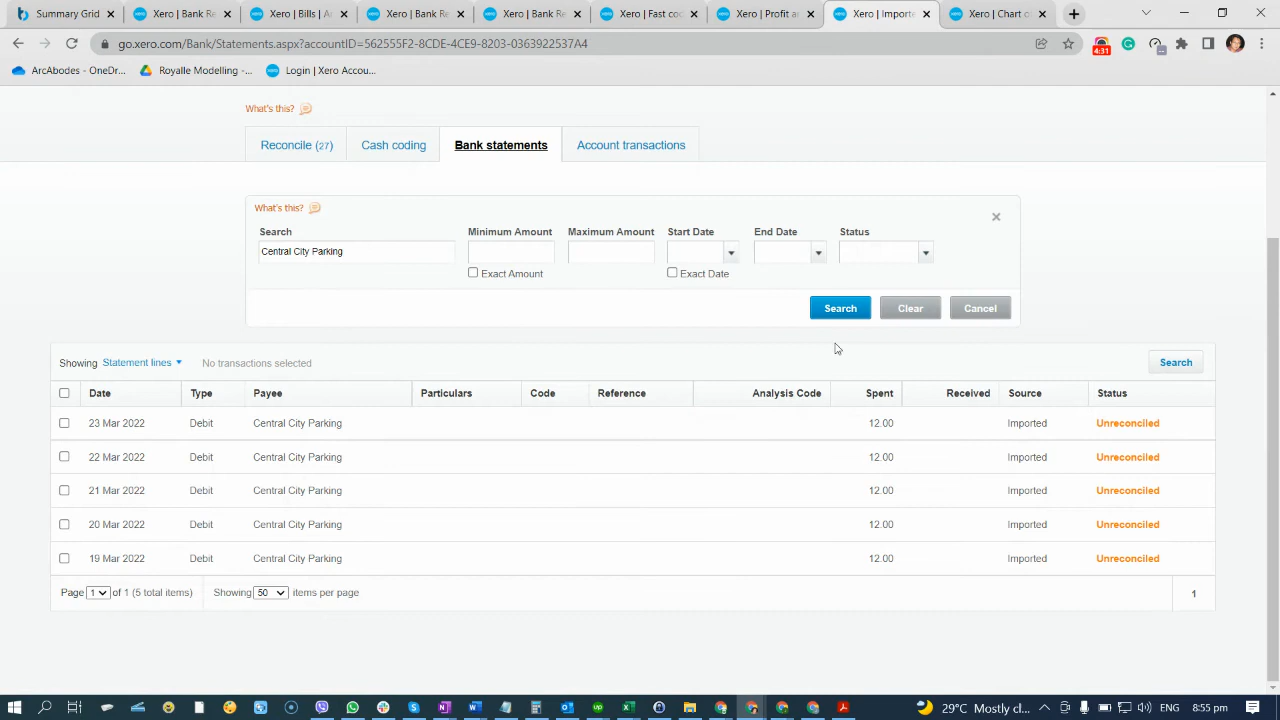 Summary Grid
Xero | Bank Re
Xero | Bills | A
Xero | Bank Re
Xero | Bank Re
Xero | Fast co
Xero | Profit a
Xero | Importe
Xero | Chart o
go.xero.com/Bank/Statements.aspx?accountID=
4:31
ArcAbodes - OneDr...
Royalle Modelling -...
Login | Xero Accou...
What's this?
Reconcile (27)
Cash coding
Bank statements
Account transactions
What's this?
Search
Minimum Amount
Maximum Amount
Start Date
End Date
Status
Central City Parking
Exact Amount
Exact Date
Search
Clear
Cancel
Showing Statement lines
No transactions selected
Search
Date Type Payee Particulars Code Reference Analysis Code Spent Received Source Status
23 Mar 2022 Debit Central City Parking 12.00 Imported Unreconciled
22 Mar 2022 Debit Central City Parking 12.00 Imported Unreconciled
21 Mar 2022 Debit Central City Parking 12.00 Imported Unreconciled
20 Mar 2022 Debit Central City Parking 12.00 Imported Unreconciled
19 Mar 2022 Debit Central City Parking 12.00 Imported Unreconciled
Page 1 of 1 (5 total items)
Showing 50 items per page
1
29°C Mostly cl...
ENG
8:55 pm